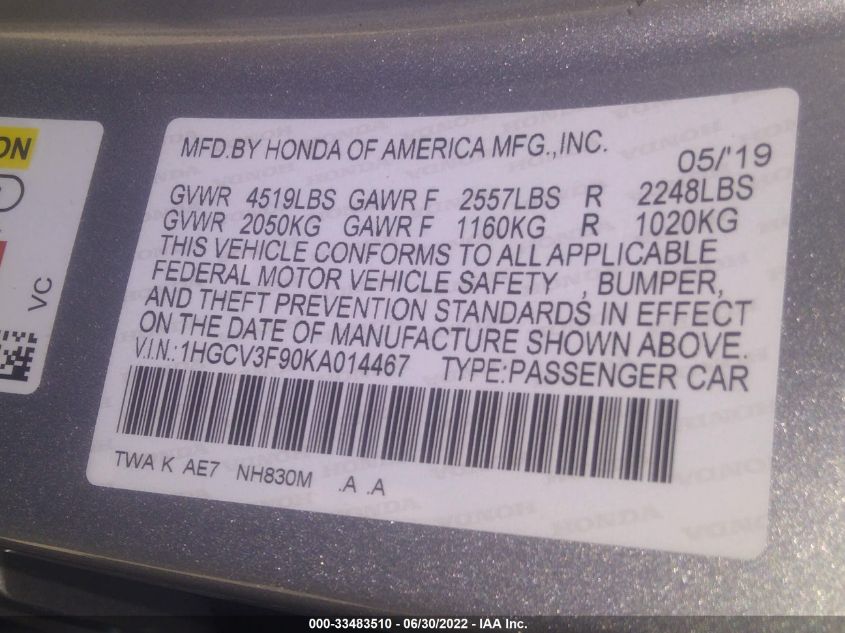 ON
VC
MFD.BY HONDA OF AMERICA MFG.,INC.
05/'19
GVWR 4519LBS GAWR F 2557LBS R 2248LBS
GVWR 2050KG GAWR F 1160KG R 1020KG
THIS VEHICLE CONFORMS TO ALL APPLICABLE
FEDERAL MOTOR VEHICLE SAFETY , BUMPER,
AND THEFT PREVENTION STANDARDS IN EFFECT
ON THE DATE OF MANUFACTURE SHOWN ABOVE.
V.I.N.:1HGCV3F90KA014467 TYPE:PASSENGER CAR
TWA K AE7 NH830M .A .A
000-33483510 - 06/30/2022 - IAA Inc.